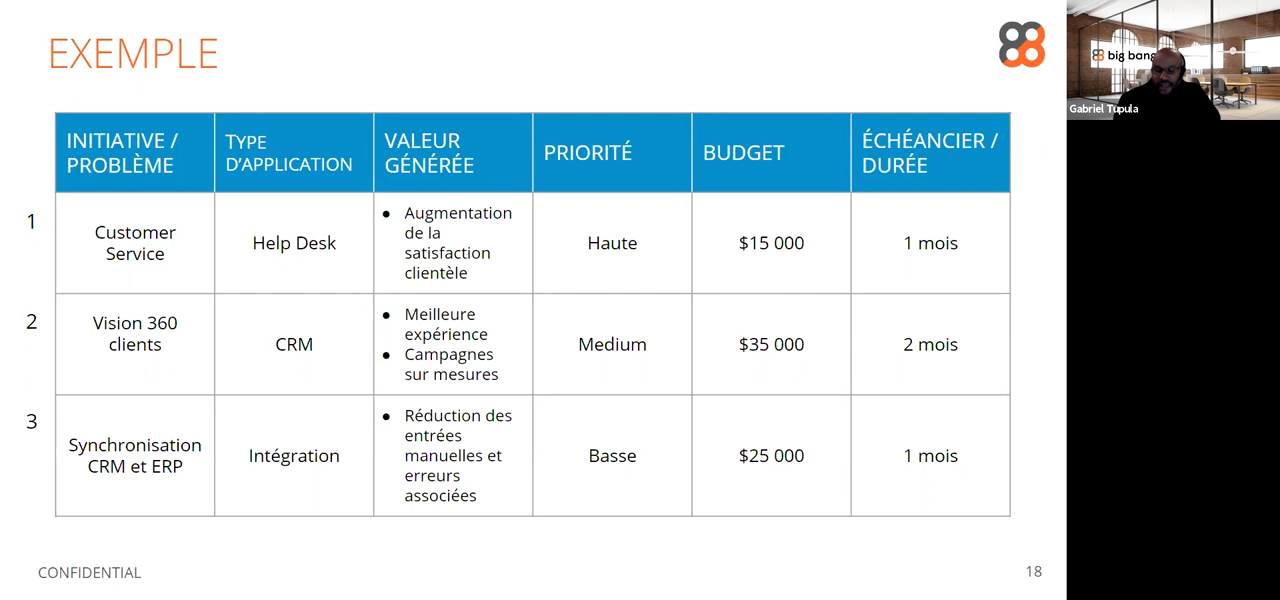 EXEMPLE
INITIATIVE /
PROBLÈME
TYPE
D'APPLICATION
VALEUR
GÉNÉRÉE
PRIORITÉ
BUDGET
ÉCHÉANCIER /
DURÉE
1
Customer
Service
Help Desk
● Augmentation
de la
satisfaction
clientèle
Haute
$15 000
1 mois
2
Vision 360
clients
CRM
● Meilleure
expérience
● Campagnes
sur mesures
Medium
$35 000
2 mois
3
Synchronisation
CRM et ERP
Intégration
● Réduction des
entrées
manuelles et
erreurs
associées
Basse
$25 000
1 mois
CONFIDENTIAL
18
big bang
Gabriel Tupula